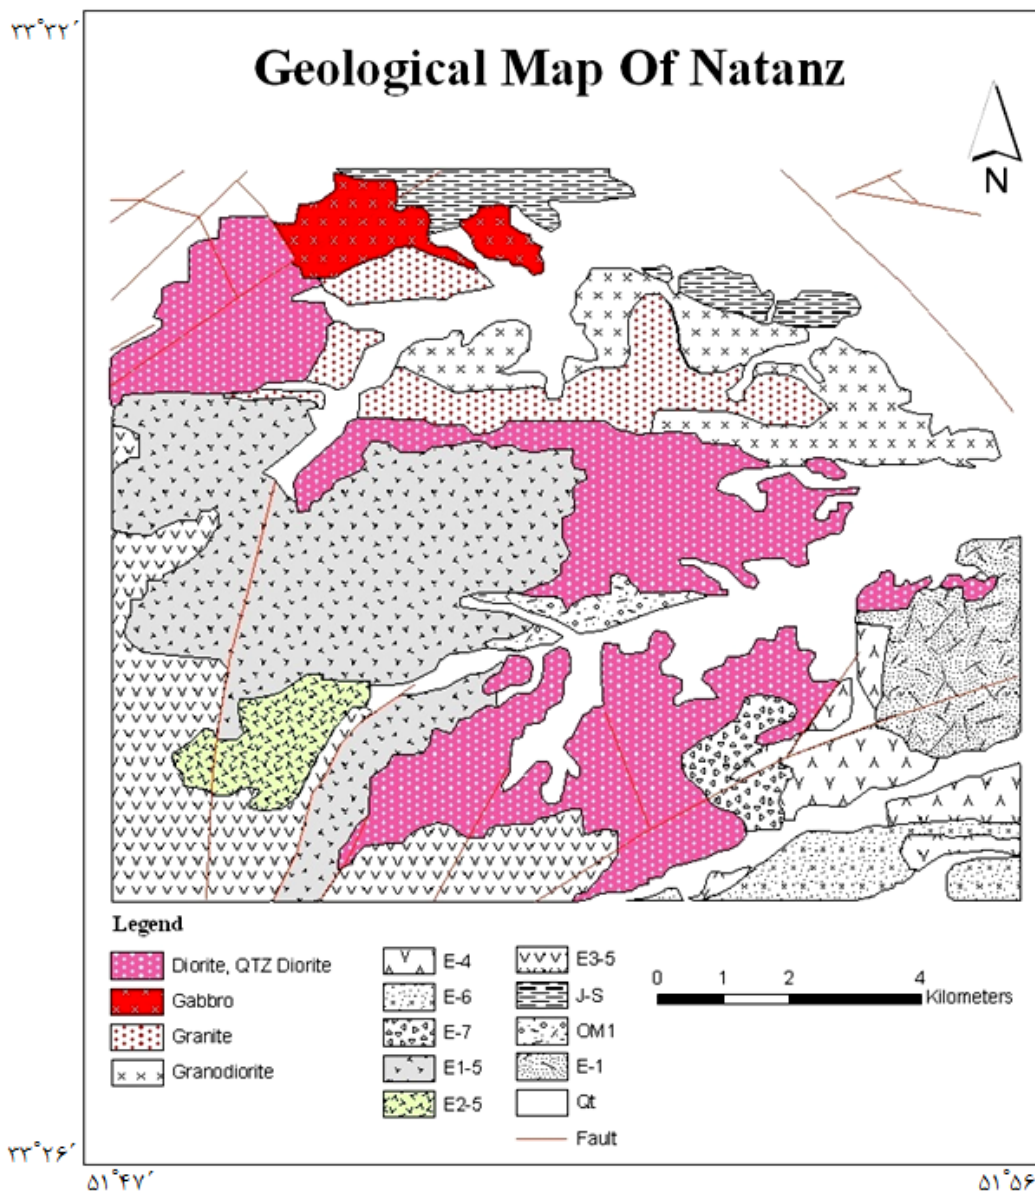 ۳۳°۳۲´
Geological Map Of Natanz
N
Legend
Diorite, QTZ Diorite
Gabbro
Granite
Granodiorite
E-4
E-6
E-7
E1-5
E2-5
E3-5
J-S
OM1
E-1
Qt
Fault
0 1 2 4
Kilometers
۳۳°۲۶´
۵۱°۴۷´
۵۱°۵۶